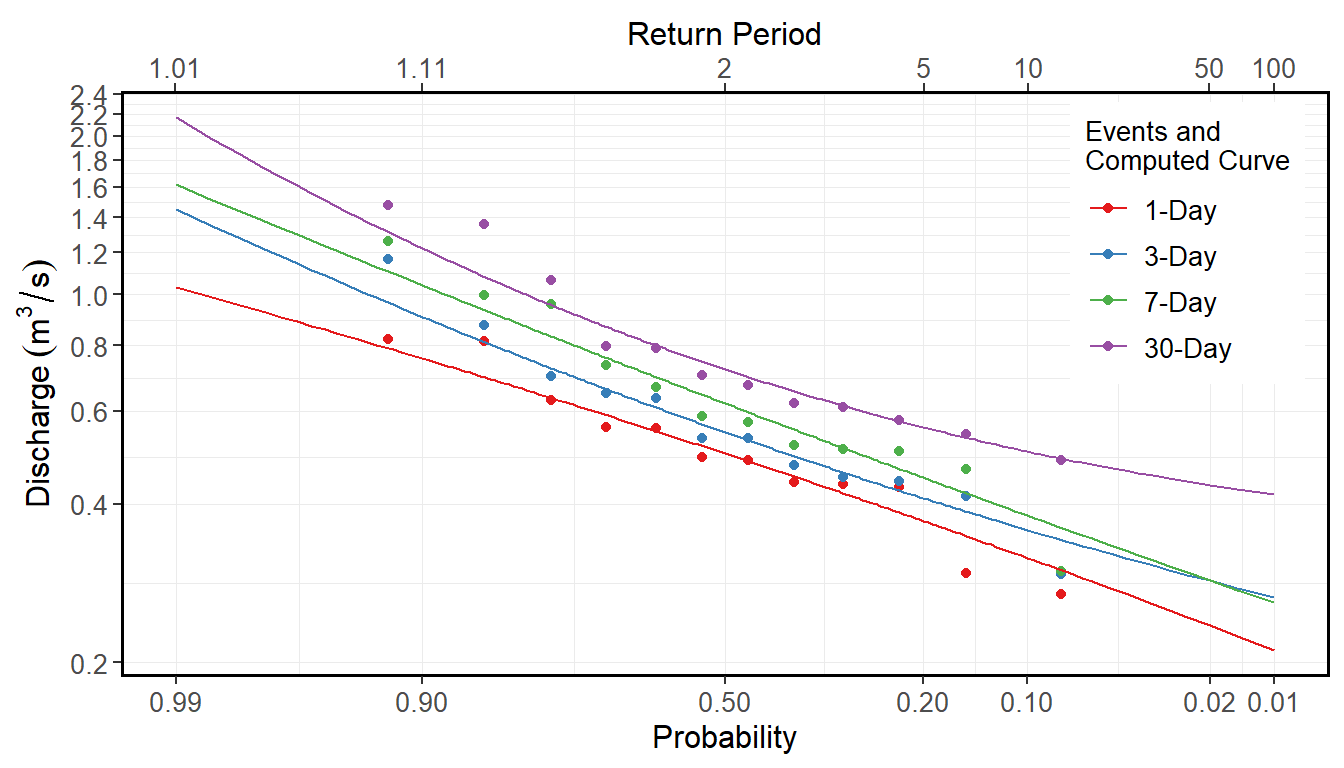 Return Period
1.01 1.11 2 5 10 50 100
2.4
2.2
2.0
1.8
1.6
1.4
1.2
1.0
0.8
0.6
0.4
0.2
Discharge (m³/s)
Events and
Computed Curve
1-Day
3-Day
7-Day
30-Day
0.99 0.90 0.50 0.20 0.10 0.02 0.01
Probability